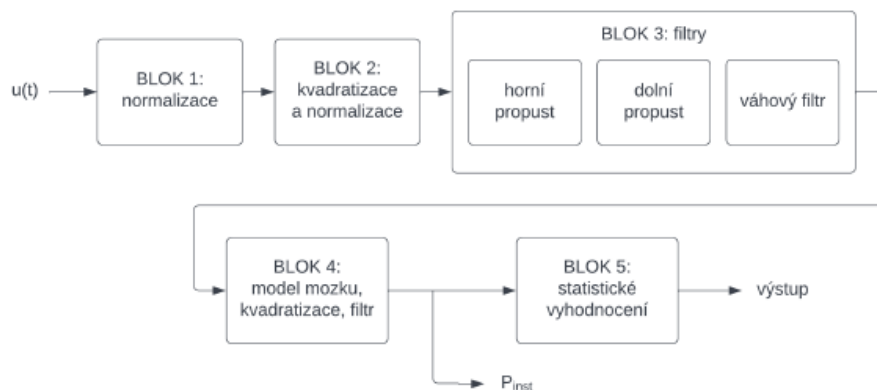 u(t)
BLOK 1:
normalizace
BLOK 2:
kvadratizace
a normalizace
BLOK 3: filtry
horní
propust
dolní
propust
váhový filtr
BLOK 4:
model mozku,
kvadratizace, filtr
BLOK 5:
statistické
vyhodnocení
výstup
Pinst